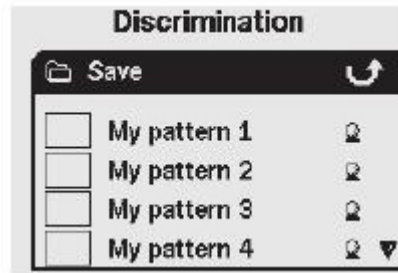 Discrimination
Save
My pattern 1
My pattern 2
My pattern 3
My pattern 4